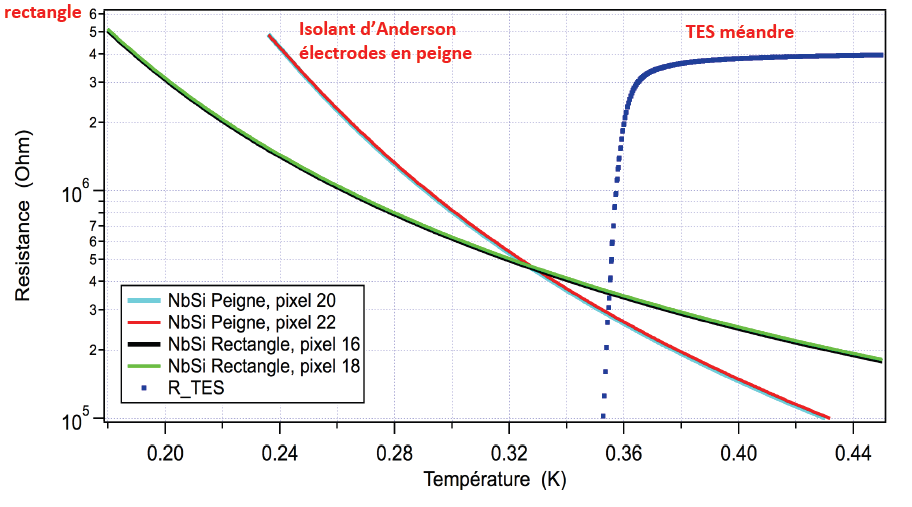 rectangle
Isolant d'Anderson
électrodes en peigne
TES méandre
Resistance (Ohm)
6
5
4
3
2
10⁶
7
6
5
4
3
2
10⁵
NbSi Peigne, pixel 20
NbSi Peigne, pixel 22
NbSi Rectangle, pixel 16
NbSi Rectangle, pixel 18
R_TES
0.20 0.24 0.28 0.32 0.36 0.40 0.44
Température (K)